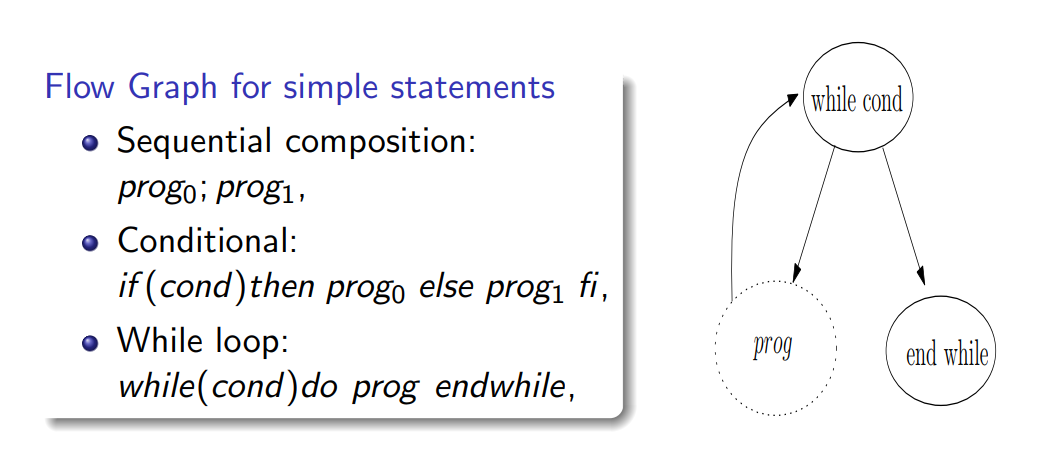 Flow Graph for simple statements
Sequential composition:
prog₀; prog₁,
Conditional:
if(cond)then prog₀ else prog₁ fi,
While loop:
while(cond)do prog endwhile,
while cond
prog
end while